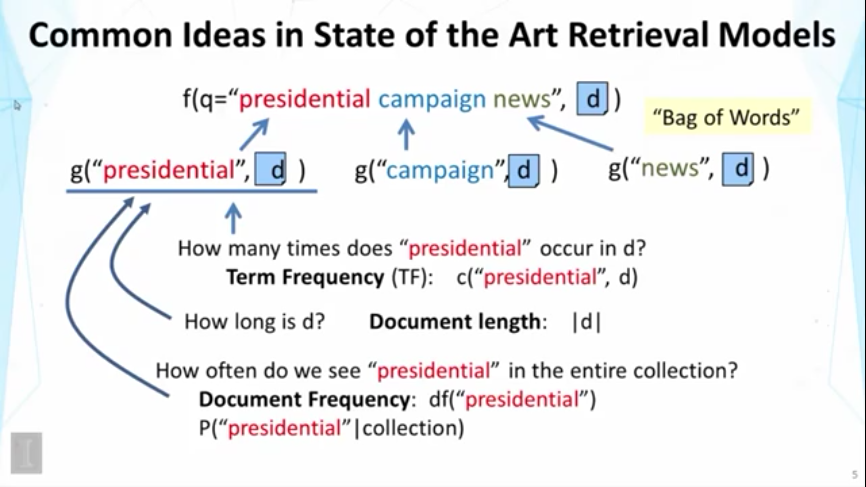 Common Ideas in State of the Art Retrieval Models
f(q=“presidential campaign news”, d )
“Bag of Words”
g(“presidential”, d ) g(“campaign”, d ) g(“news”, d )
How many times does “presidential” occur in d?
Term Frequency (TF): c(“presidential”, d)
How long is d? Document length: |d|
How often do we see “presidential” in the entire collection?
Document Frequency: df(“presidential”)
P(“presidential”|collection)
I
5